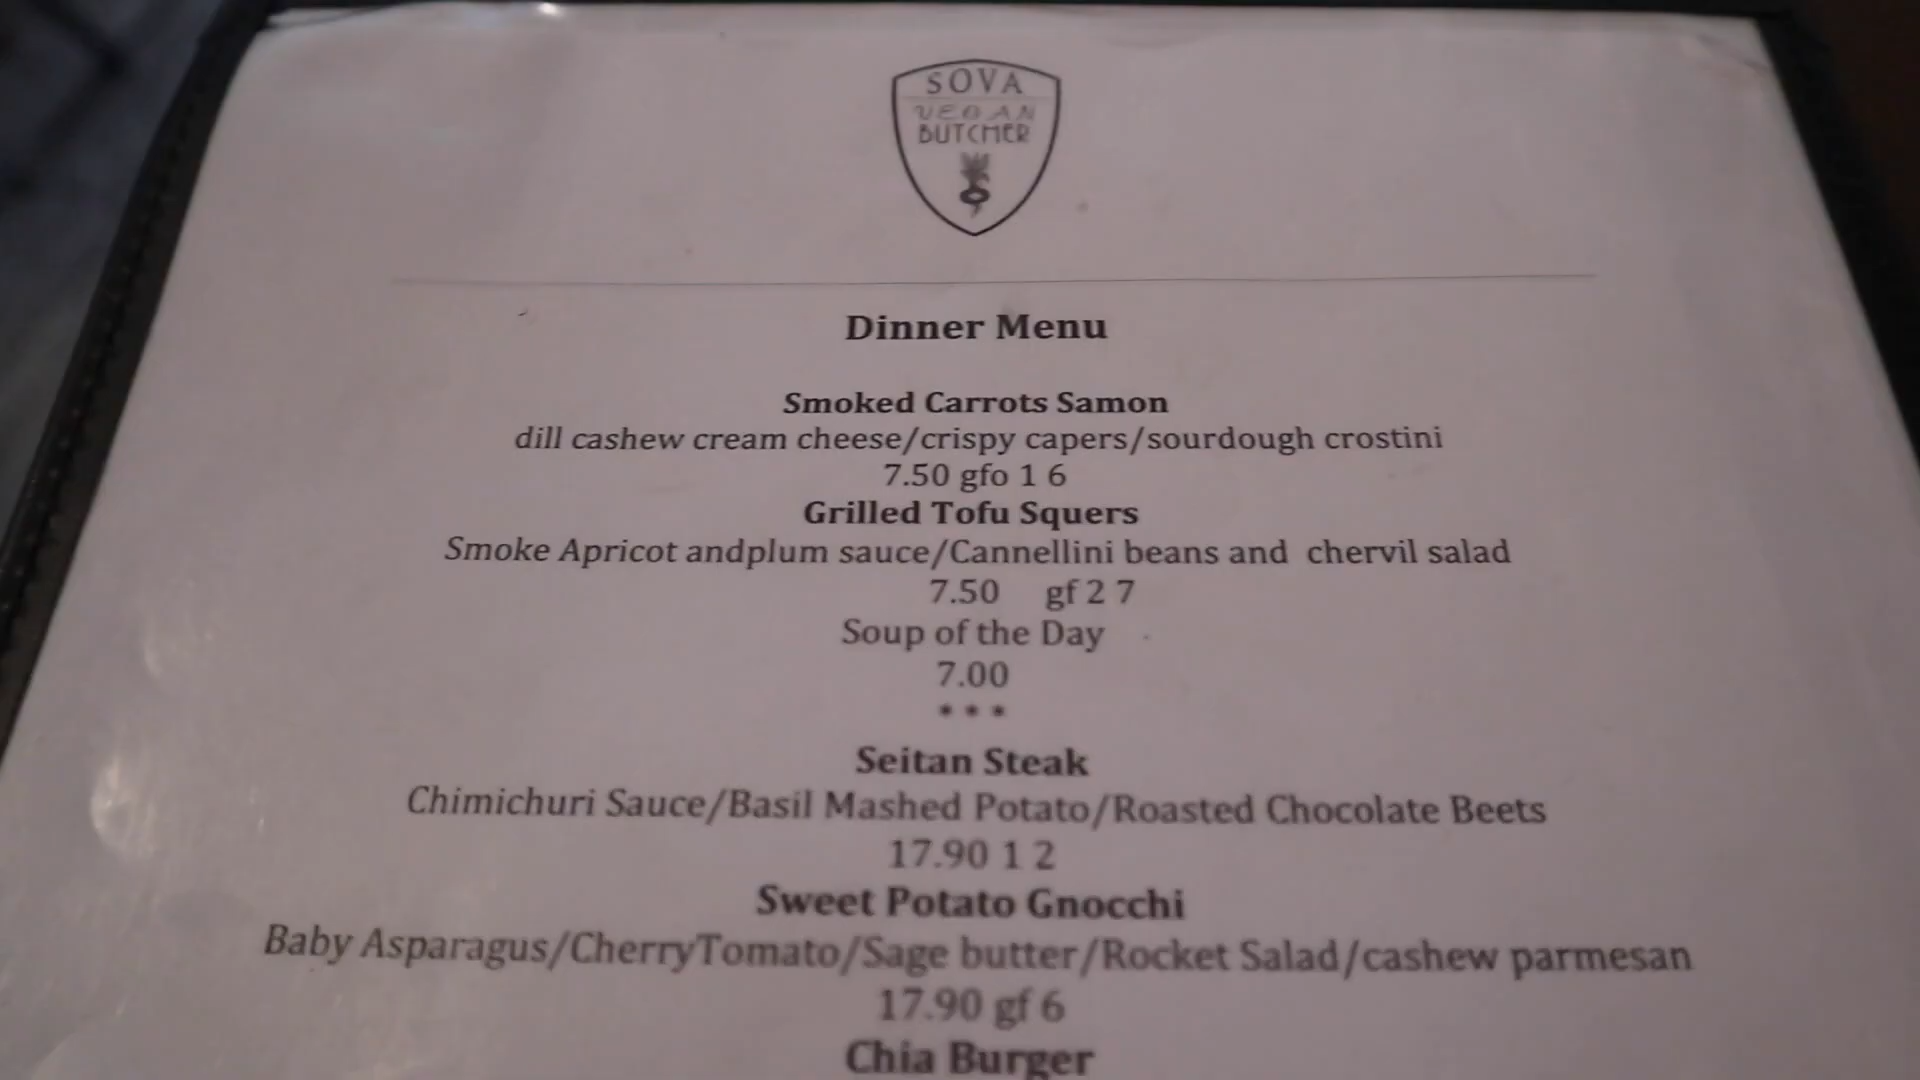 SOVA
VEGAN
BUTCHER
Dinner Menu
Smoked Carrots Samon
dill cashew cream cheese/crispy capers/sourdough crostini
7.50 gfo 1 6
Grilled Tofu Squers
Smoke Apricot andplum sauce/Cannellini beans and chervil salad
7.50 gf 2 7
Soup of the Day
7.00
* * *
Seitan Steak
Chimichuri Sauce/Basil Mashed Potato/Roasted Chocolate Beets
17.90 1 2
Sweet Potato Gnocchi
Baby Asparagus/CherryTomato/Sage butter/Rocket Salad/cashew parmesan
17.90 gf 6
Chia Burger